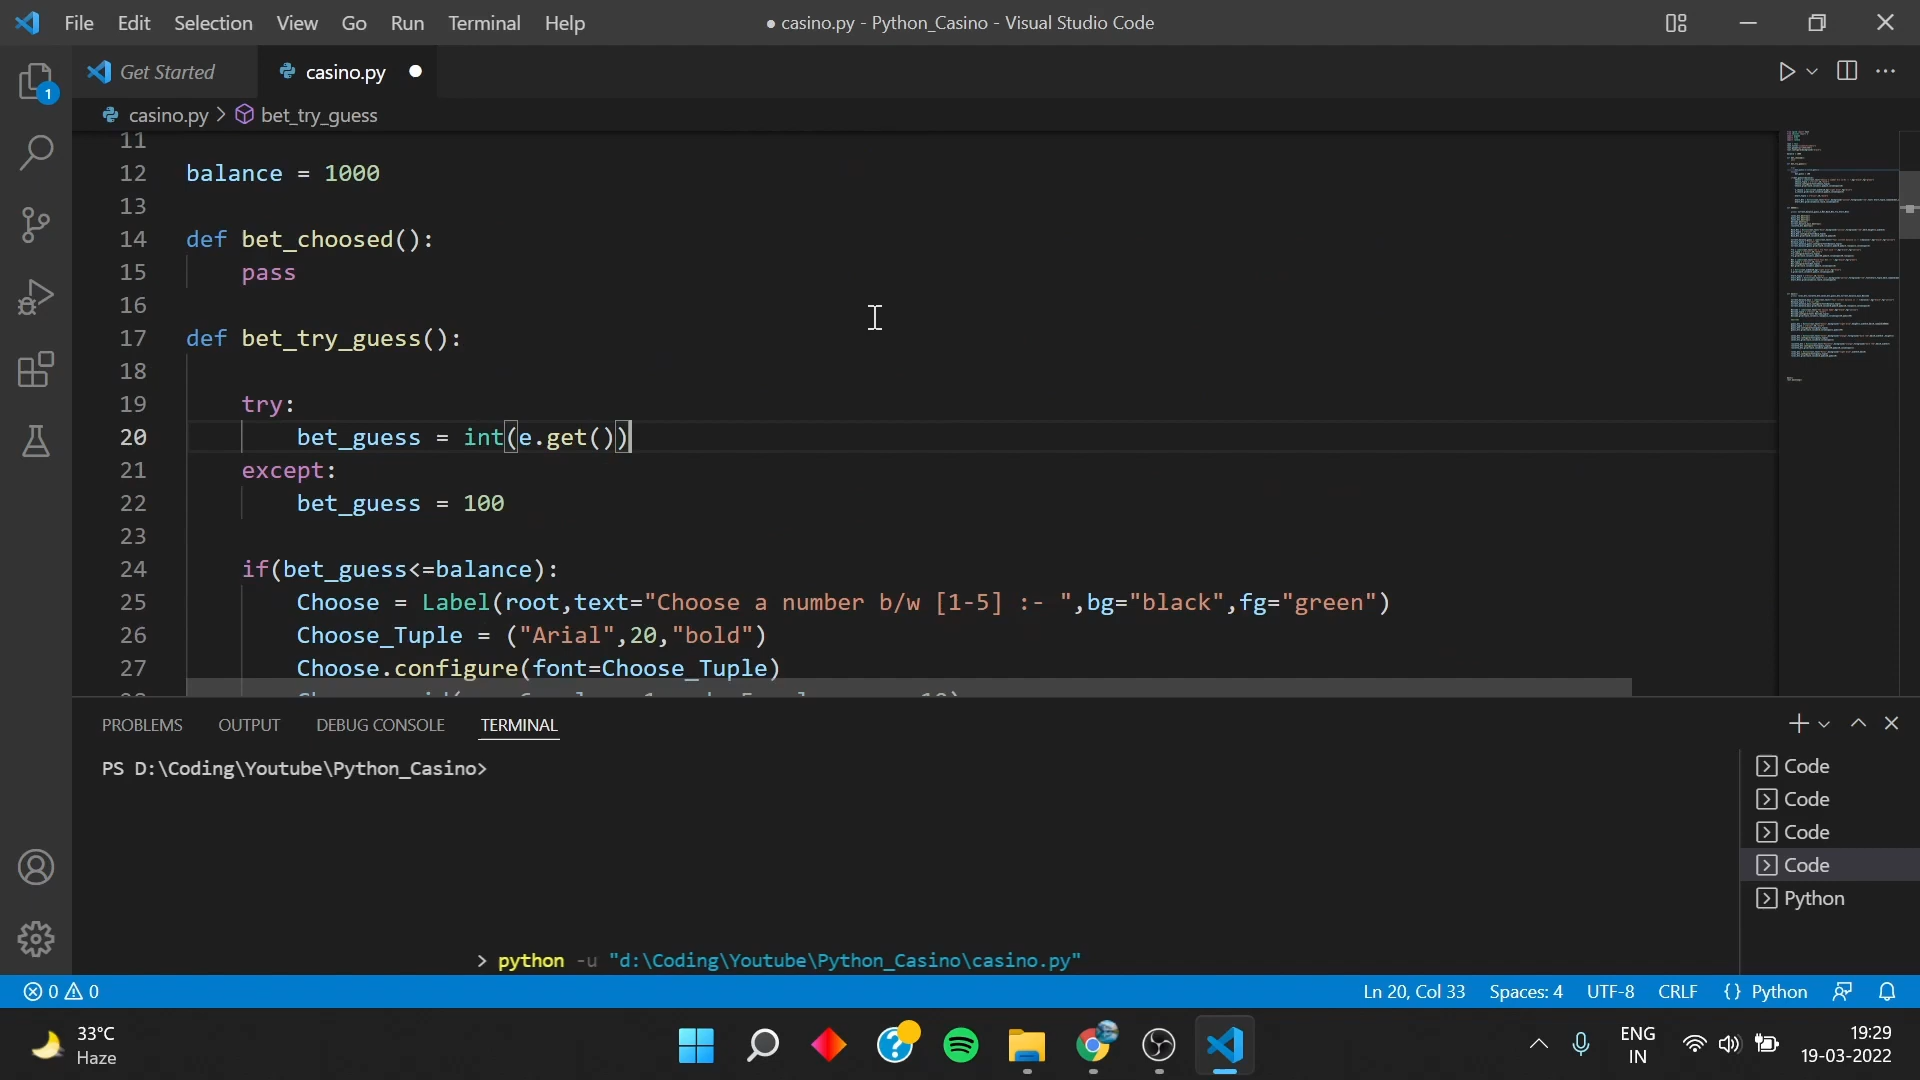 File Edit Selection View Go Run Terminal Help
● casino.py - Python_Casino - Visual Studio Code
Get Started
casino.py ●
casino.py > bet_try_guess
1
11
12 balance = 1000
13
14 def bet_choosed():
15 pass
16
17 def bet_try_guess():
18
19 try:
20 bet_guess = int(e.get())
21 except:
22 bet_guess = 100
23
24 if(bet_guess<=balance):
25 Choose = Label(root,text="Choose a number b/w [1-5] :- ",bg="black",fg="green")
26 Choose_Tuple = ("Arial",20,"bold")
27 Choose.configure(font=Choose_Tuple)
PROBLEMS OUTPUT DEBUG CONSOLE TERMINAL
PS D:\Coding\Youtube\Python_Casino>
> python -u "d:\Coding\Youtube\Python_Casino\casino.py"
Code
Code
Code
Code
Python
0 0
Ln 20, Col 33 Spaces: 4 UTF-8 CRLF {} Python
33°C
Haze
ENG
IN
19:29
19-03-2022